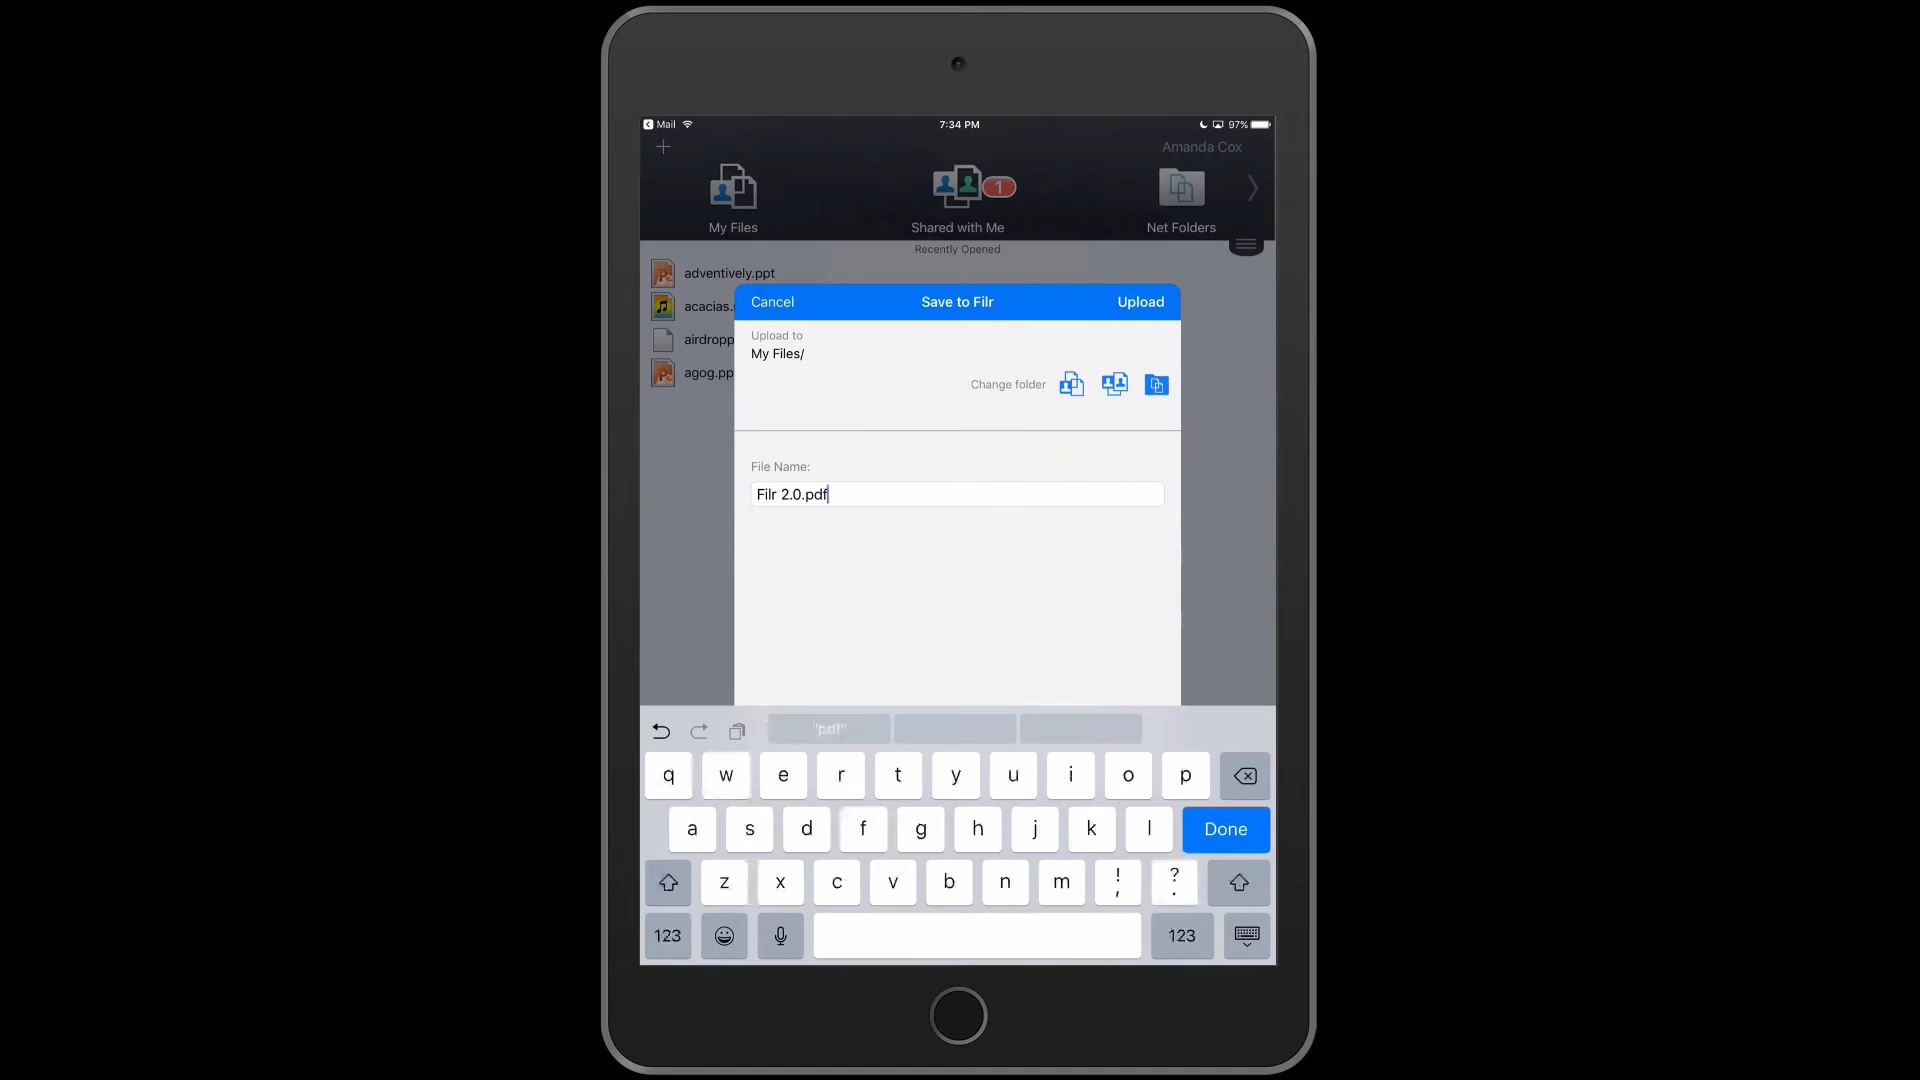 Mail 7:34 PM 97%
Amanda Cox
1
My Files Shared with Me Net Folders
Recently Opened
adventively.ppt
acacias.
airdropp
agog.pp
Cancel Save to Filr Upload
Upload to
My Files/
Change folder
File Name:
Filr 2.0.pdf
"pdf"
q w e r t y u i o p
a s d f g h j k l Done
z x c v b n m ! , ? .
123 123